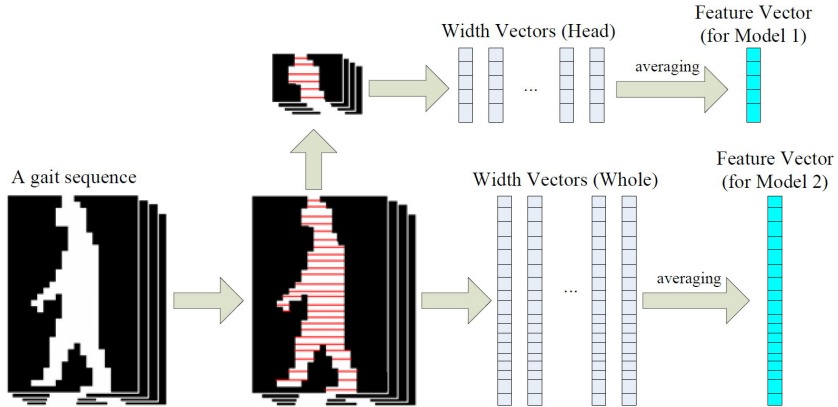 Feature Vector
(for Model 1)
Width Vectors (Head)
averaging
...
A gait sequence
Width Vectors (Whole)
Feature Vector
(for Model 2)
averaging
...